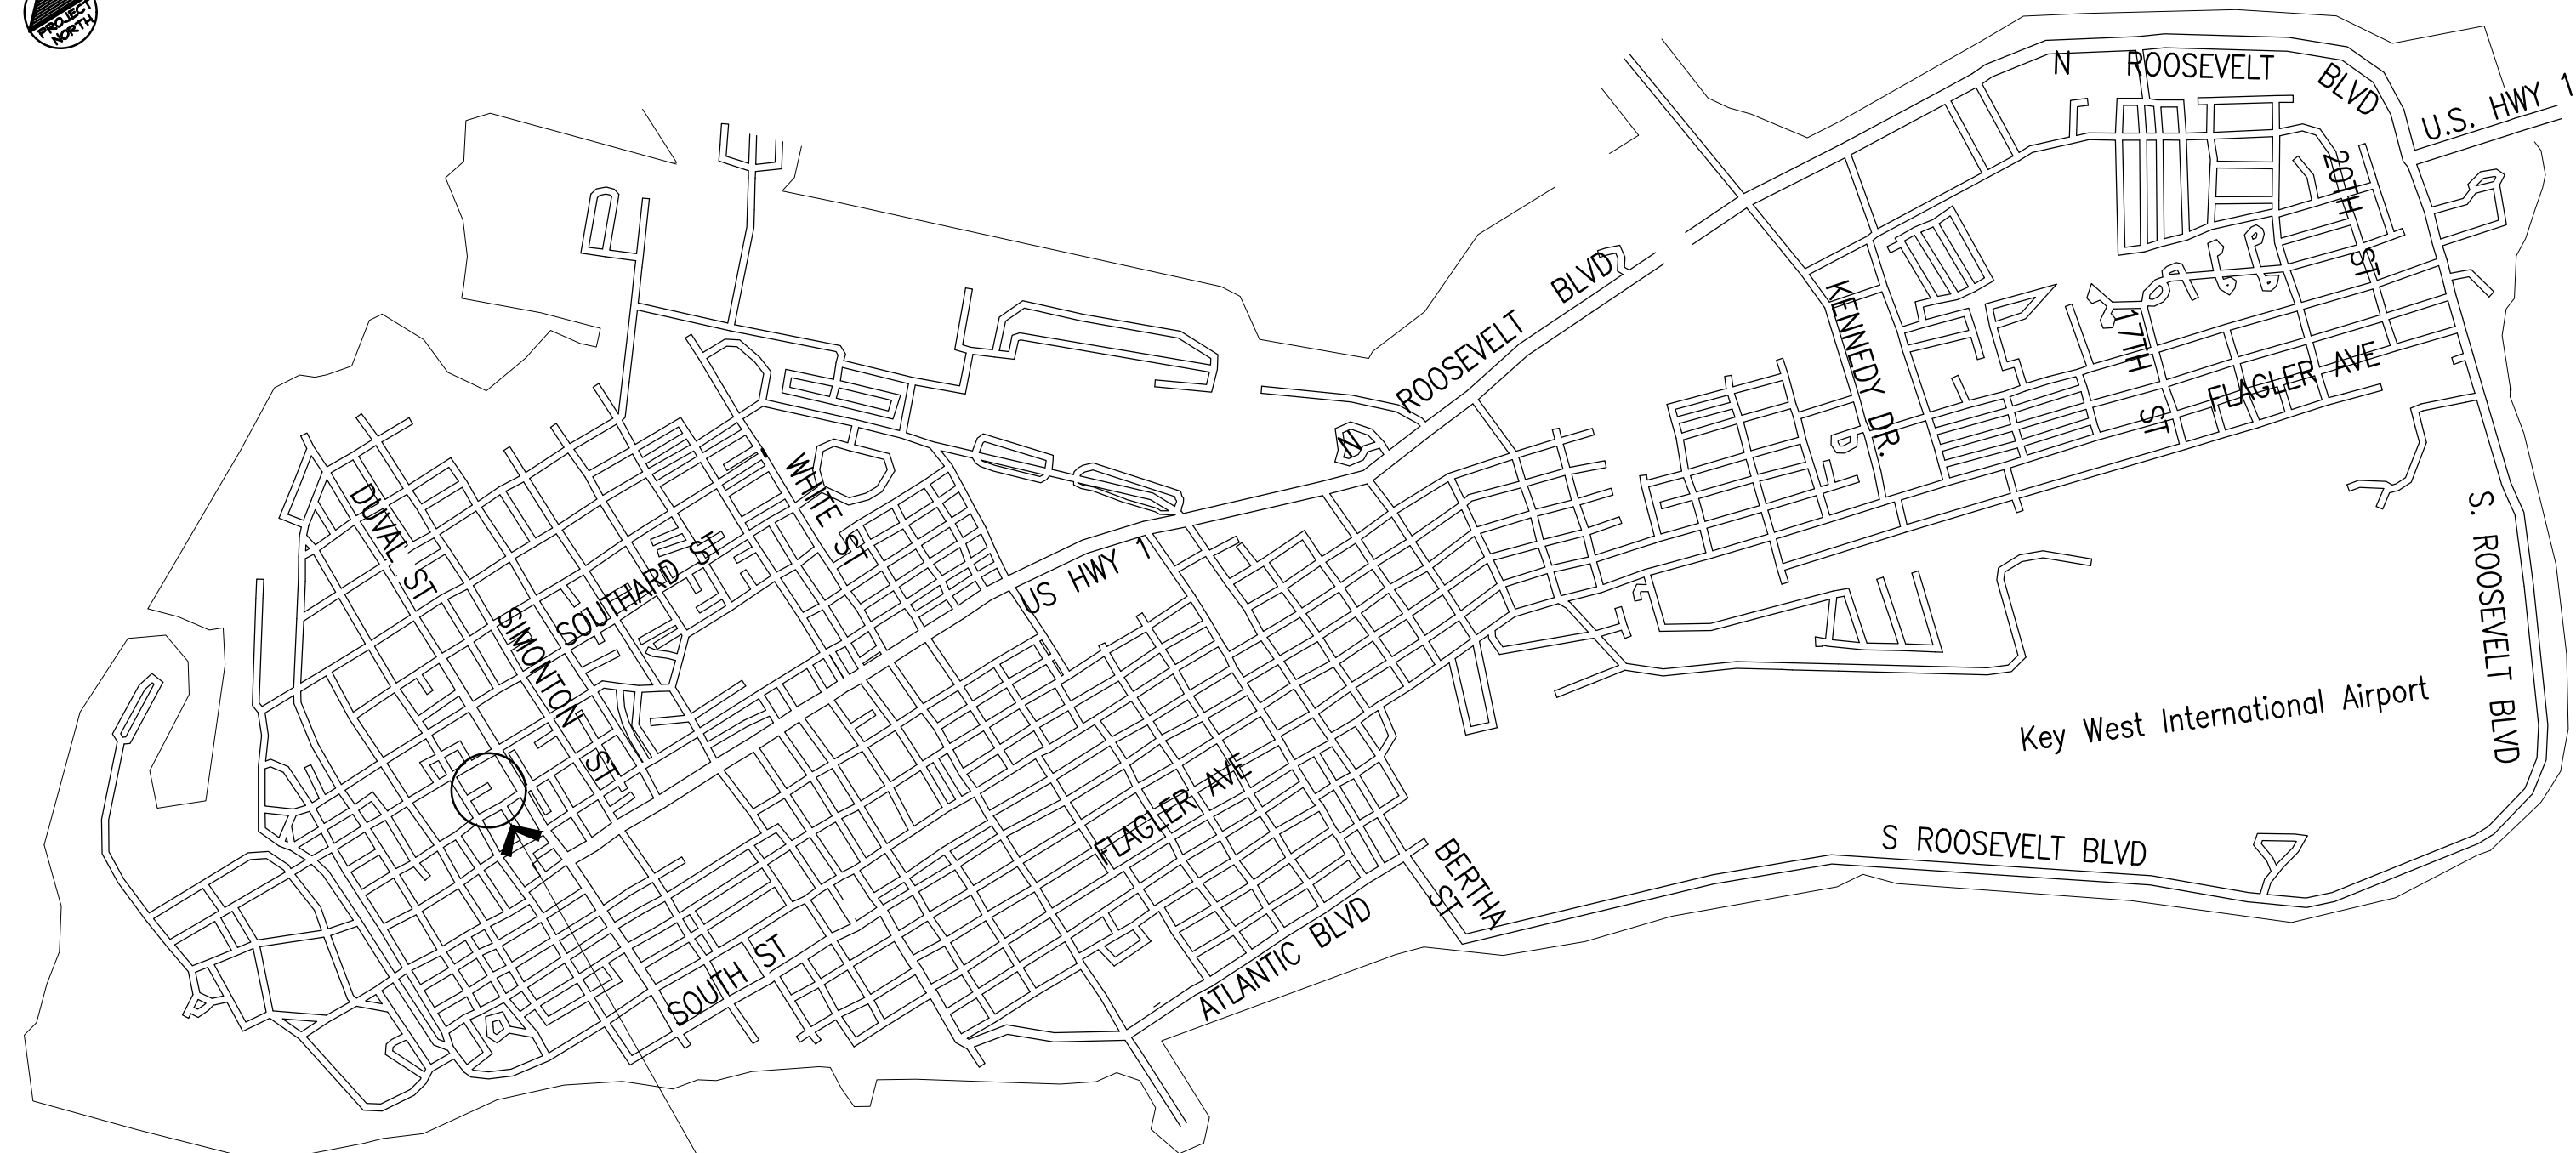 PROJECT
NORTH
N ROOSEVELT BLVD
U.S. HWY 1
20TH ST
N ROOSEVELT BLVD
KENNEDY DR.
17TH ST
FLAGLER AVE
DUVAL ST
WHITE ST
SOUTHARD ST
US HWY 1
SIMONTON ST
S. ROOSEVELT BLVD
Key West International Airport
FLAGLER AVE
S ROOSEVELT BLVD
BERTHA
ST
ATLANTIC BLVD
SOUTH ST